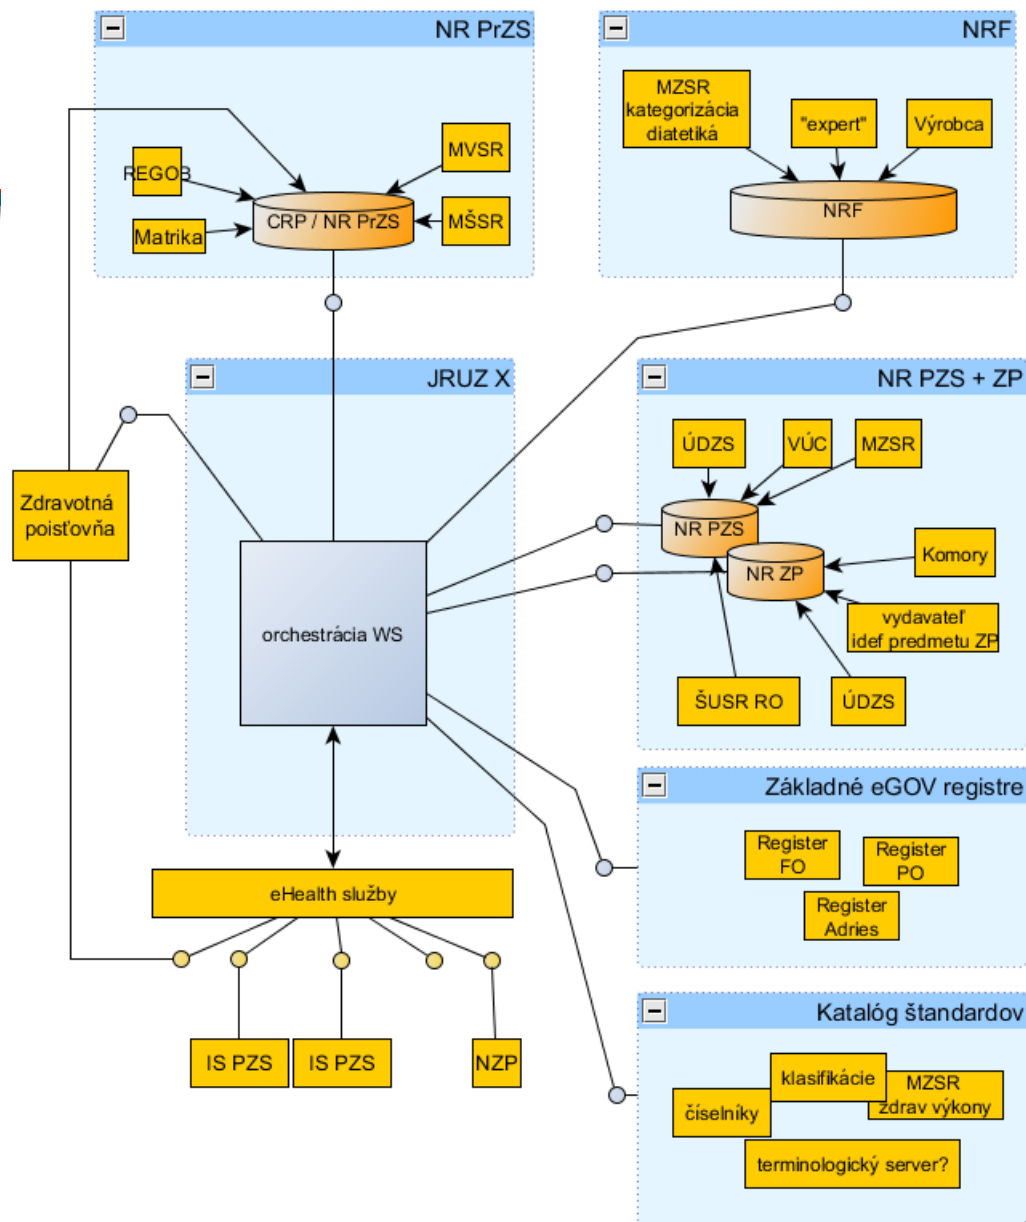 NR PrZS
REGOB
Matrika
MVSR
MŠSR
CRP / NR PrZS
NRF
MZSR
kategorizácia
diatetiká
"expert"
Výrobca
NRF
JRUZ X
orchestrácia WS
Zdravotná
poisťovňa
NR PZS + ZP
ÚDZS
VÚC
MZSR
NR PZS
NR ZP
Komory
vydavateľ
idef predmetu ZP
ŠUSR RO
ÚDZS
eHealth služby
IS PZS
IS PZS
NZP
Základné eGOV registre
Register
FO
Register
PO
Register
Adries
Katalóg štandardov
klasifikácie
číselníky
MZSR
zdrav výkony
terminologický server?